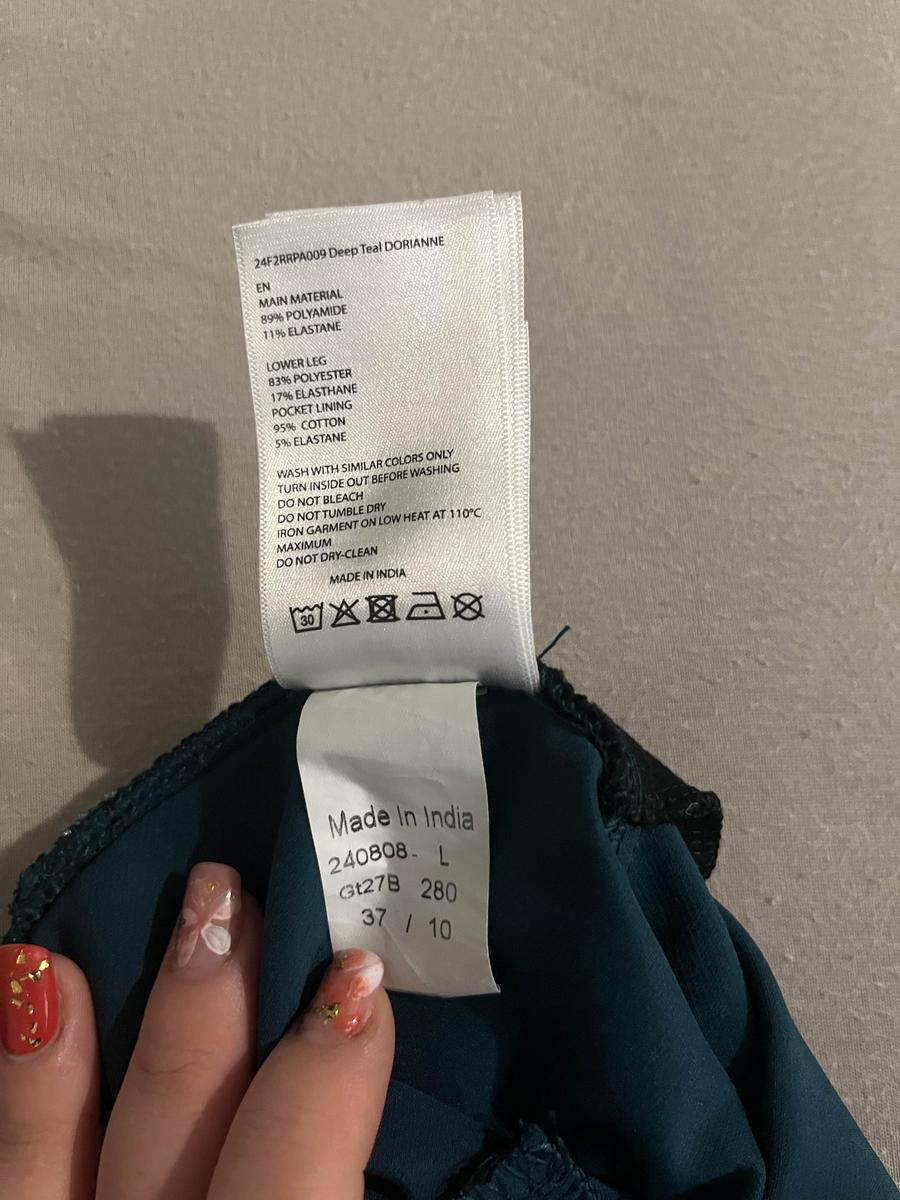 24F2RRPA009 Deep Teal DORIANNE
EN
MAIN MATERIAL
89% POLYAMIDE
11% ELASTANE
LOWER LEG
83% POLYESTER
17% ELASTHANE
POCKET LINING
95% COTTON
5% ELASTANE
WASH WITH SIMILAR COLORS ONLY
TURN INSIDE OUT BEFORE WASHING
DO NOT BLEACH
DO NOT TUMBLE DRY
IRON GARMENT ON LOW HEAT AT 110°C
MAXIMUM
DO NOT DRY-CLEAN
MADE IN INDIA
30
Made In India
240808- L
Gt27B 280
37 / 10